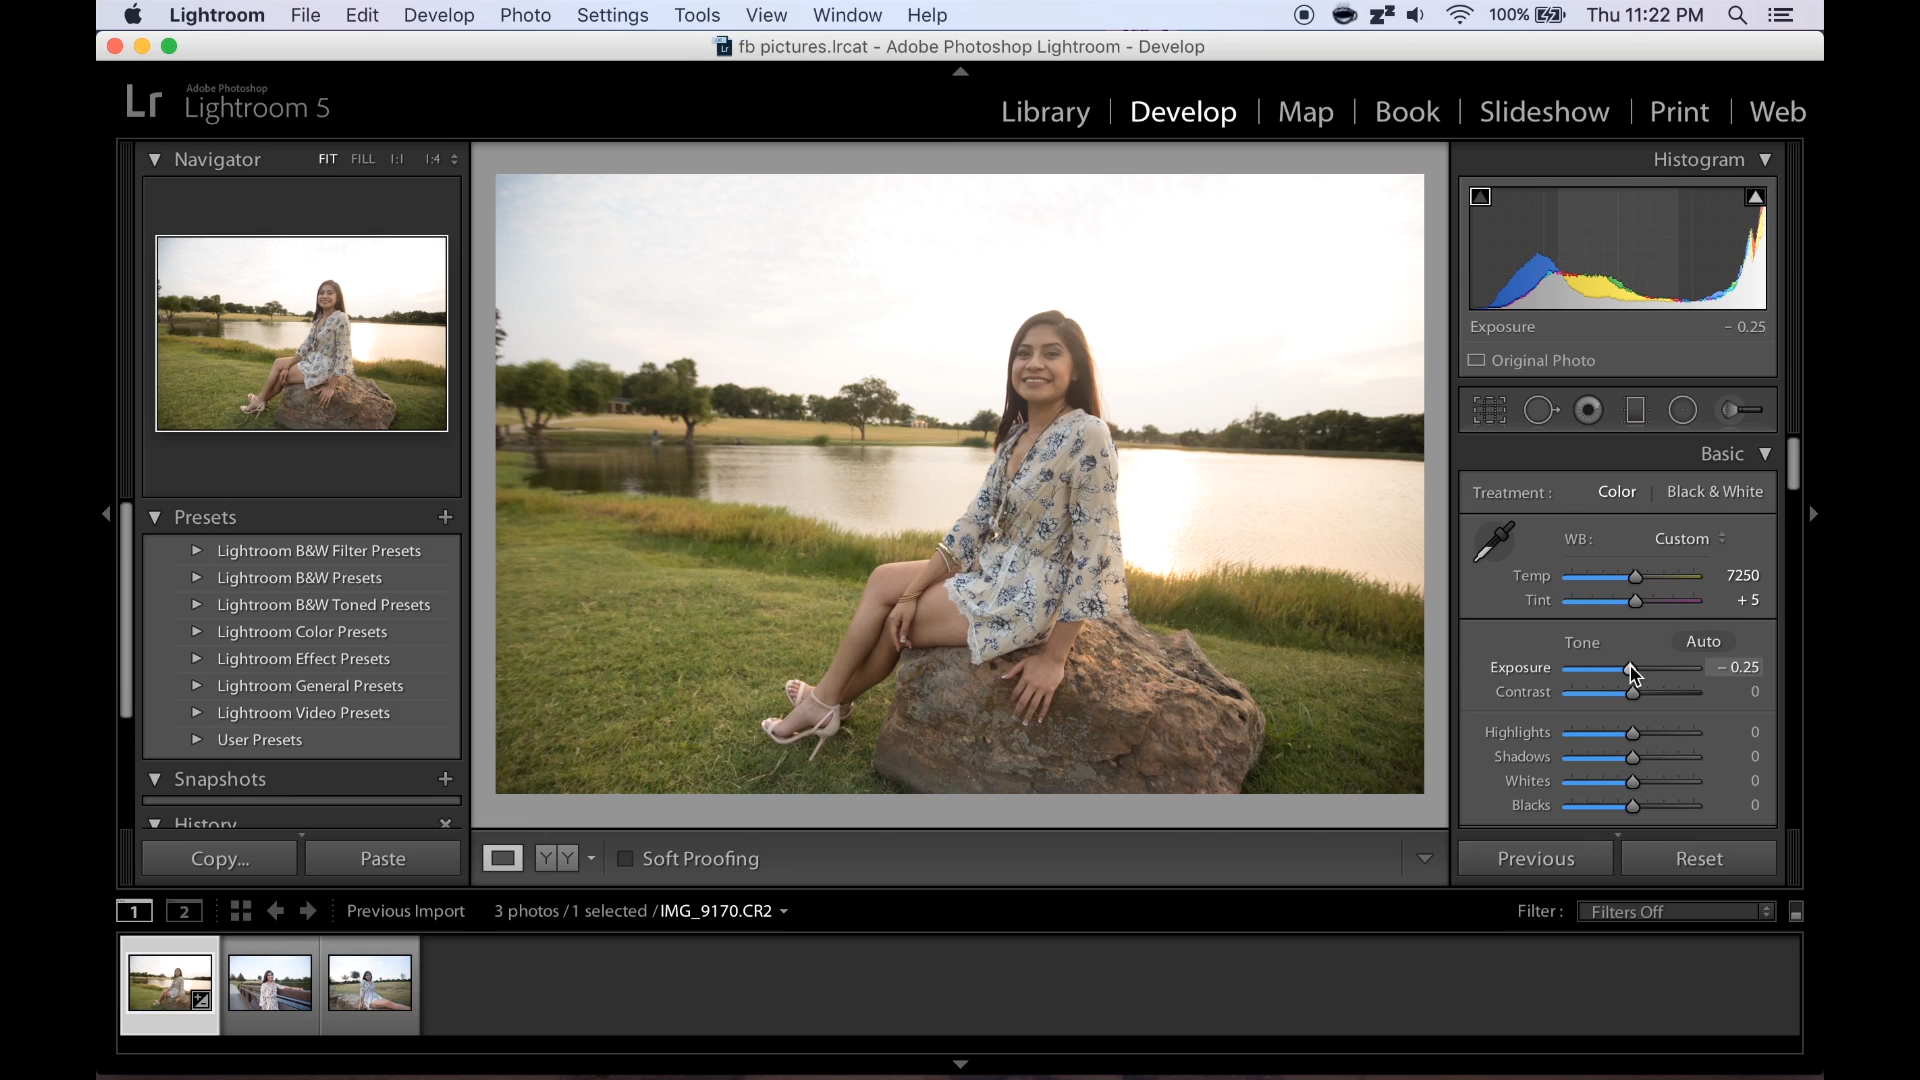 Lightroom File Edit Develop Photo Settings Tools View Window Help 100% Thu 11:22 PM
fb pictures.lrcat - Adobe Photoshop Lightroom - Develop
Lr Adobe Photoshop
Lightroom 5
Library | Develop | Map | Book | Slideshow | Print | Web
Navigator FIT FILL 1:1 1:4
Histogram
Exposure - 0.25
Original Photo
Basic
Treatment : Color | Black & White
WB : Custom
Temp 7250
Tint + 5
Tone Auto
Exposure - 0.25
Contrast 0
Highlights 0
Shadows 0
Whites 0
Blacks 0
Presets +
Lightroom B&W Filter Presets
Lightroom B&W Presets
Lightroom B&W Toned Presets
Lightroom Color Presets
Lightroom Effect Presets
Lightroom General Presets
Lightroom Video Presets
User Presets
Snapshots +
History
Copy... Paste
Y Y Soft Proofing
Previous Reset
1 2 Previous Import 3 photos / 1 selected / IMG_9170.CR2
Filter : Filters Off